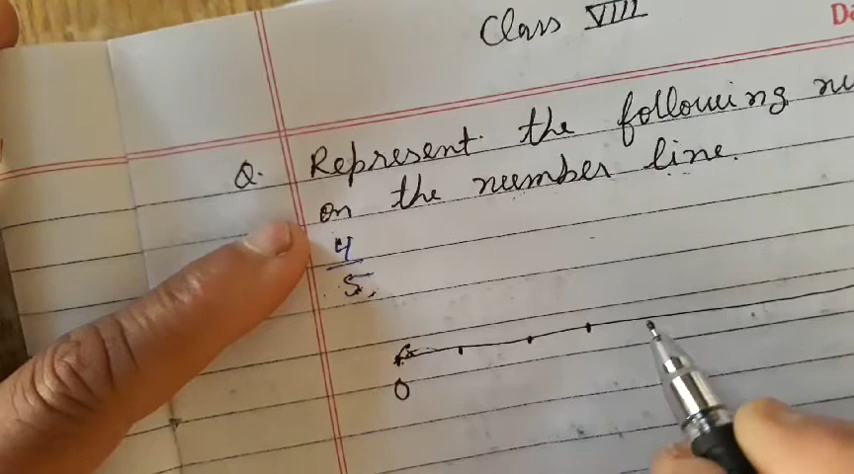 Class VIII
Q. Represent the following
on the number line.
4
5,
0